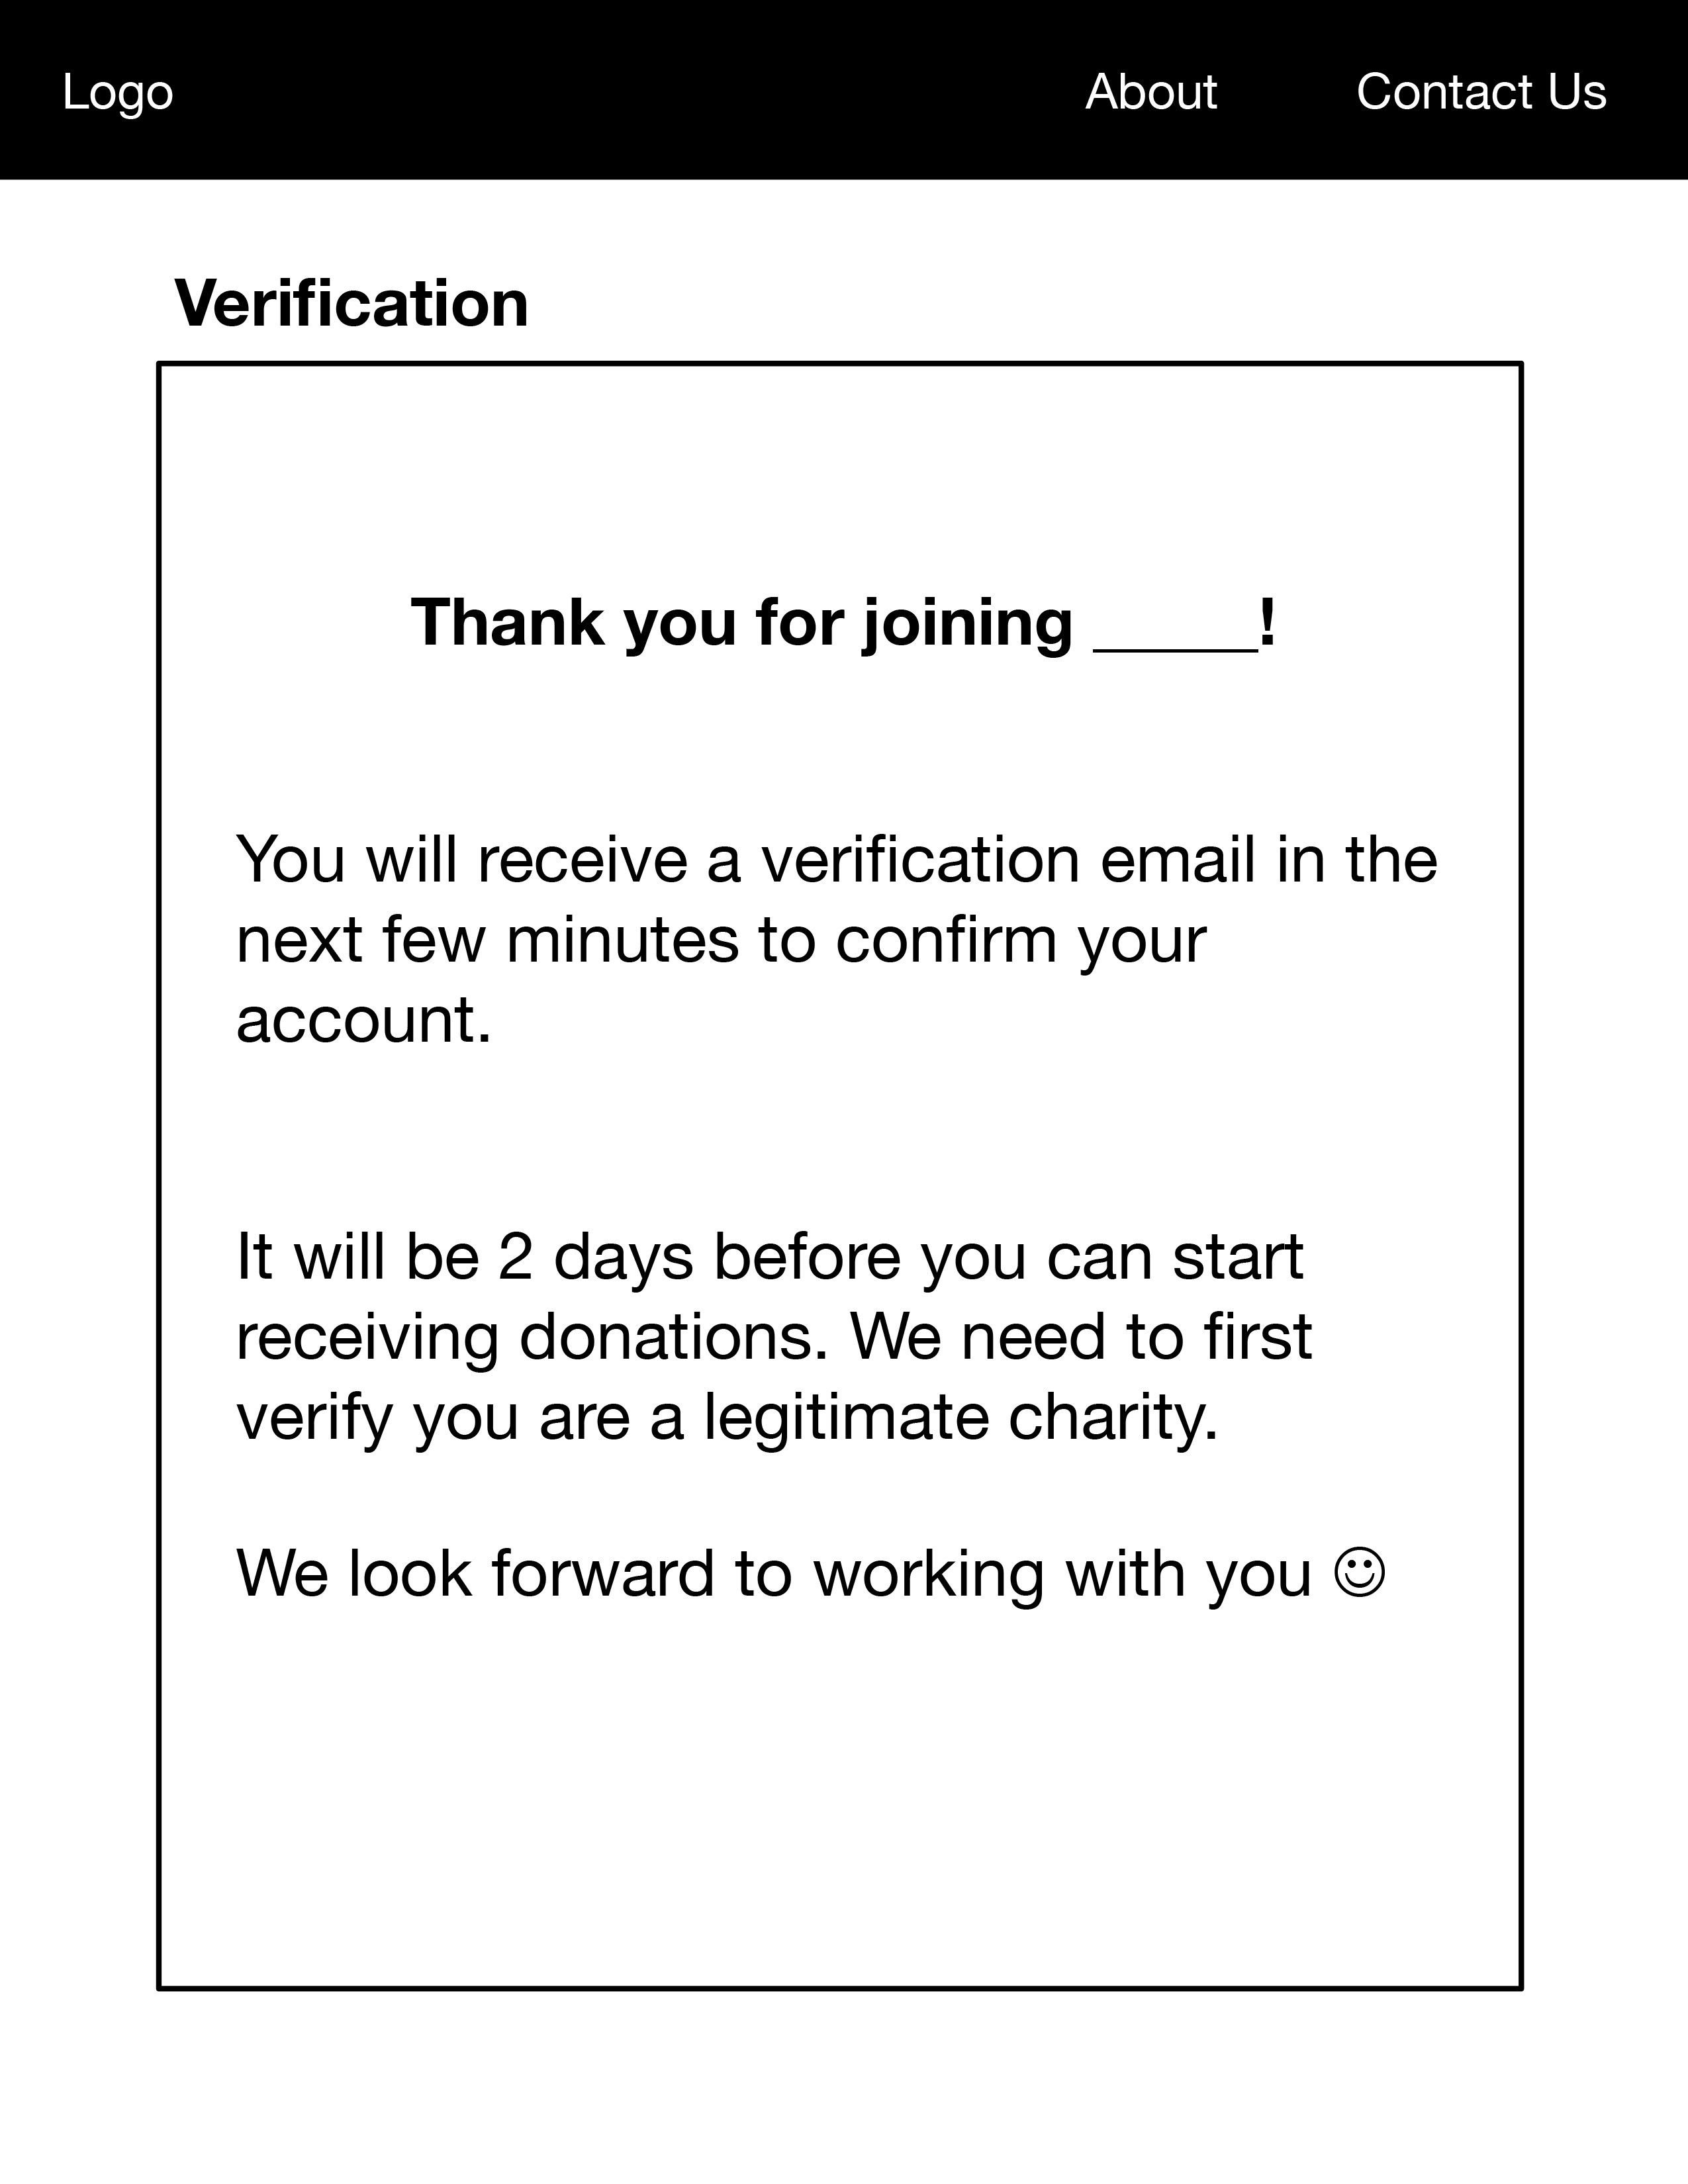 Logo About Contact Us
Verification
Thank you for joining _____!
You will receive a verification email in the
next few minutes to confirm your
account.
It will be 2 days before you can start
receiving donations. We need to first
verify you are a legitimate charity.
We look forward to working with you ☺